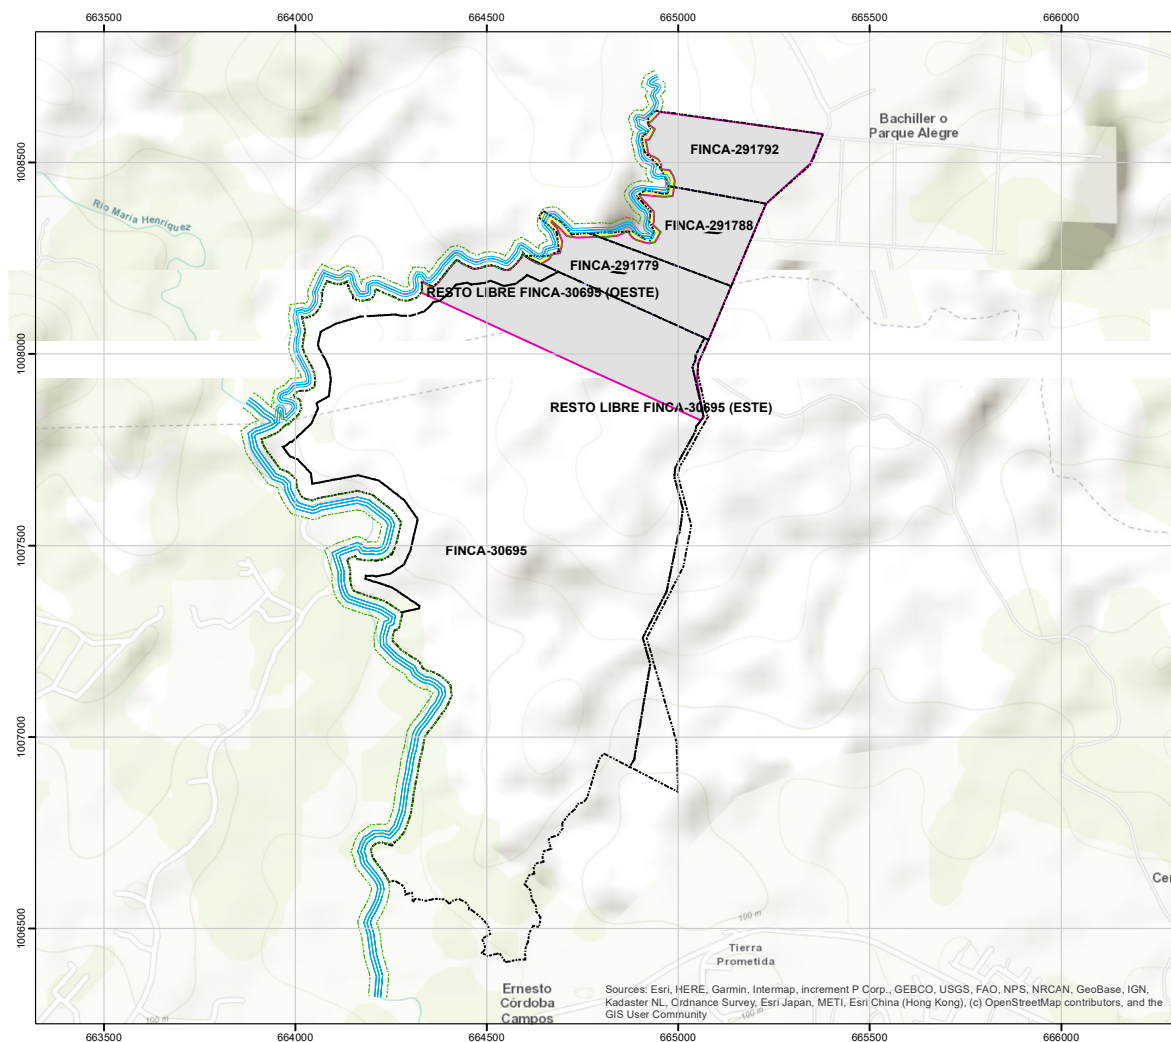 663500 664000 664500 665000 665500 666000
Bachiller o
Parque Alegre
FINCA-291792
1008500
Río María Henríquez
FINCA-291788
FINCA-291779
RESTO LIBRE FINCA-30695 (OESTE)
1008000
RESTO LIBRE FINCA-30695 (ESTE)
1007500
FINCA-30695
1007000
1006500
100 m
Cer
Tierra
Prometida
Ernesto
Córdoba
Campos
100 m
100 m
Sources: Esri, HERE, Garmin, Intermap, increment P Corp., GEBCO, USGS, FAO, NPS, NRCAN, GeoBase, IGN,
Kadaster NL, Ordnance Survey, Esri Japan, METI, Esri China (Hong Kong), (c) OpenStreetMap contributors, and the
GIS User Community
663500 664000 664500 665000 665500 666000